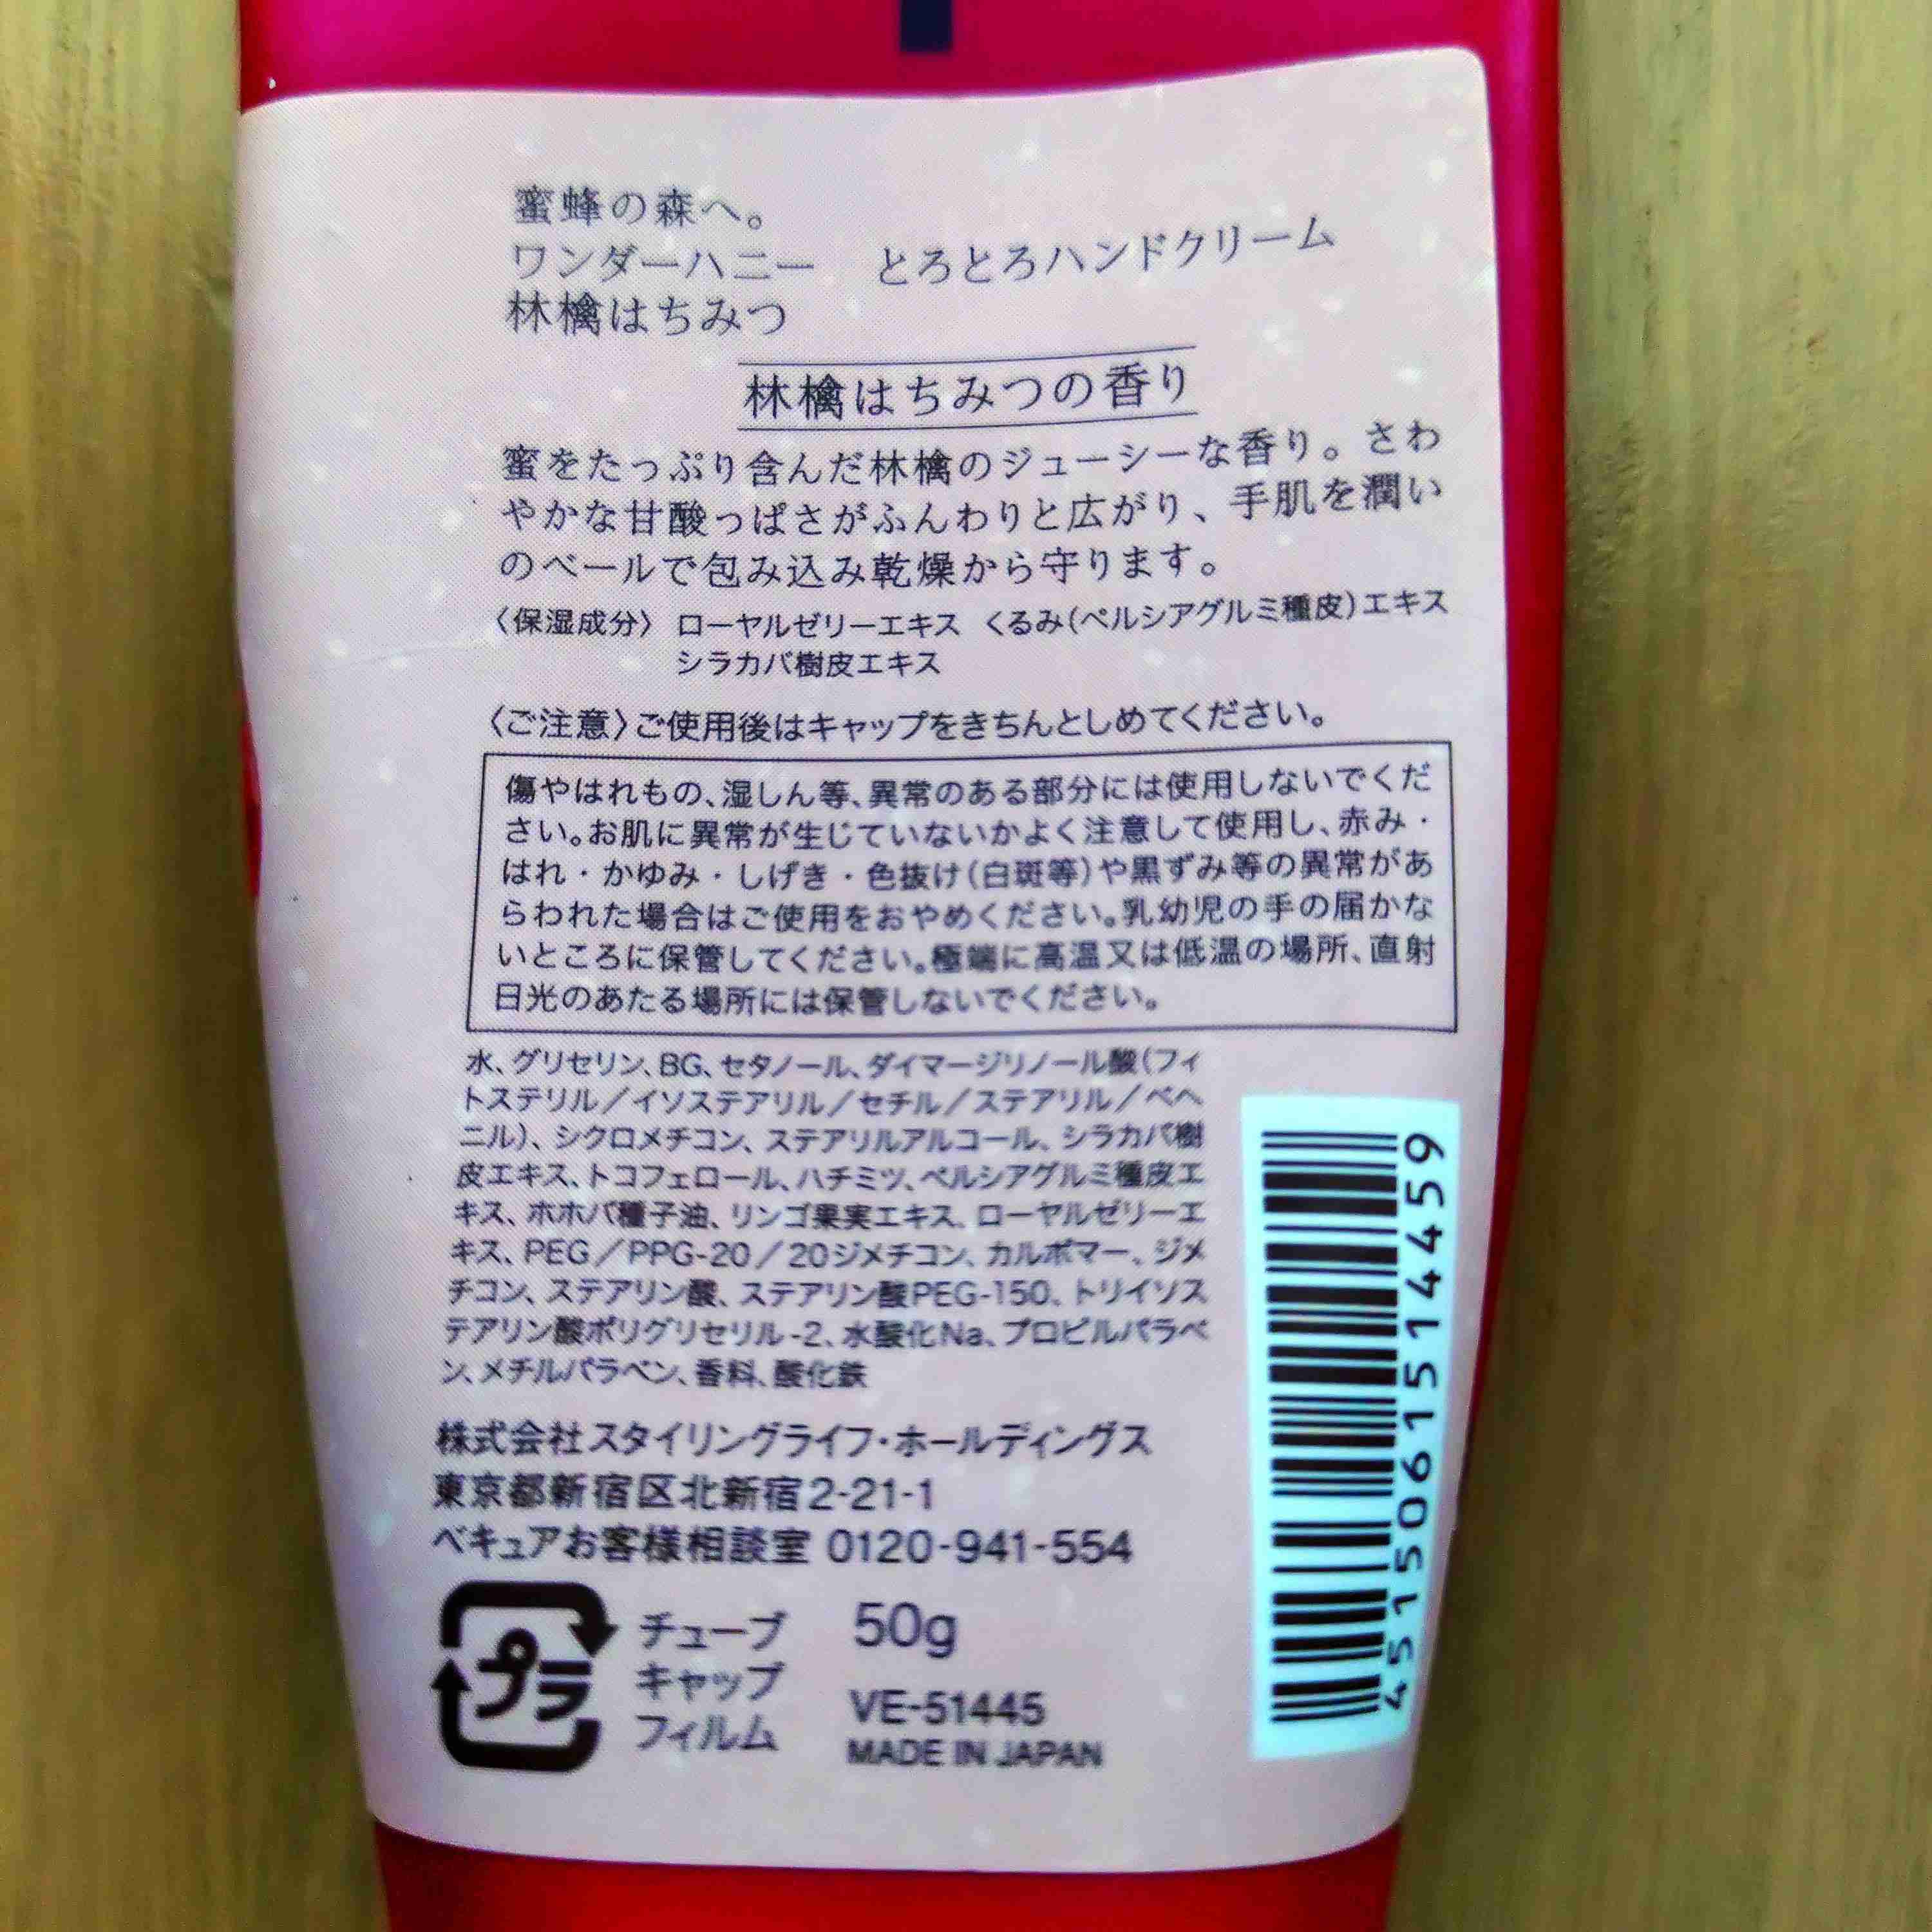 蜜蜂の森へ。
ワンダーハニー　とろとろハンドクリーム
林檎はちみつ
林檎はちみつの香り
蜜をたっぷり含んだ林檎のジューシーな香り。さわ
やかな甘酸っぱさがふんわりと広がり、手肌を潤い
のベールで包み込み乾燥から守ります。
〈保湿成分〉ローヤルゼリーエキス くるみ(ペルシアグルミ種皮)エキス
シラカバ樹皮エキス
〈ご注意〉ご使用後はキャップをきちんとしめてください。
傷やはれもの、湿しん等、異常のある部分には使用しないでくだ
さい。お肌に異常が生じていないかよく注意して使用し、赤み・
はれ・かゆみ・しげき・色抜け(白斑等)や黒ずみ等の異常があ
らわれた場合はご使用をおやめください。乳幼児の手の届かな
いところに保管してください。極端に高温又は低温の場所、直射
日光のあたる場所には保管しないでください。
水、グリセリン、BG、セタノール、ダイマージリノール酸(フィ
トステリル/イソステアリル/セチル/ステアリル/ベヘ
ニル)、シクロメチコン、ステアリルアルコール、シラカバ樹
皮エキス、トコフェロール、ハチミツ、ペルシアグルミ種皮エ
キス、ホホバ種子油、リンゴ果実エキス、ローヤルゼリーエ
キス、PEG/PPG-20/20ジメチコン、カルボマー、ジメ
チコン、ステアリン酸、ステアリン酸PEG-150、トリイソス
テアリン酸ポリグリセリル-2、水酸化Na、プロピルパラベ
ン、メチルパラベン、香料、酸化鉄
株式会社スタイリングライフ・ホールディングス
東京都新宿区北新宿2-21-1
ベキュアお客様相談室 0120-941-554
プラ
チューブ
キャップ
フィルム
50g
VE-51445
MADE IN JAPAN
4515061514459